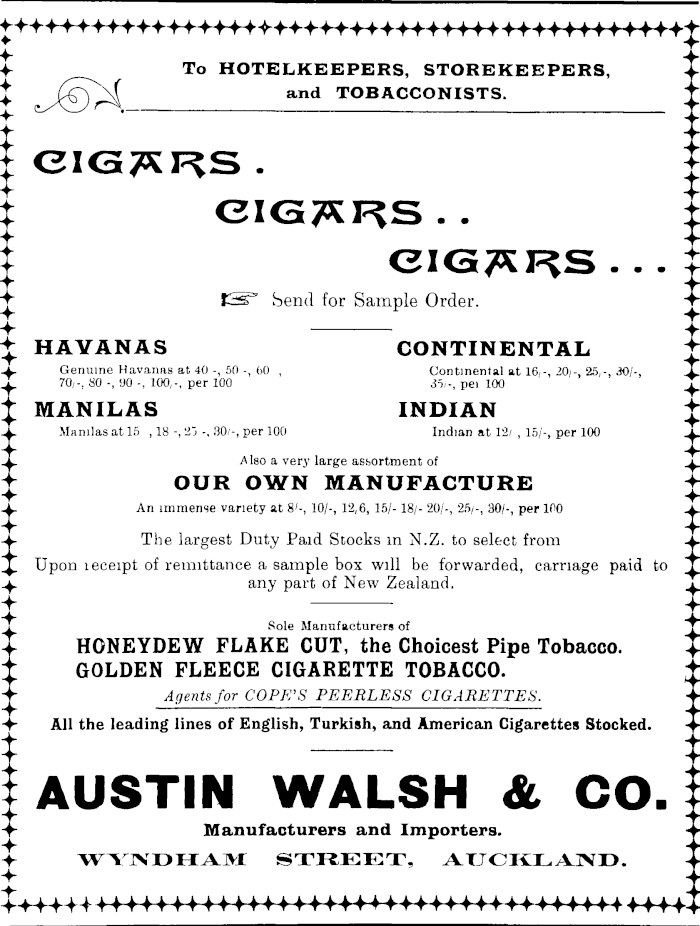 To HOTELKEEPERS, STOREKEEPERS,
and TOBACCONISTS.
CIGARS.
CIGARS..
CIGARS...
Send for Sample Order.
HAVANAS
Genuine Havanas at 40 -, 50 -, 60 ,
70/-, 80 -, 90 -, 100,-, per 100
MANILAS
Manilas at 15 , 18 -, 25 -, 30/-, per 100
CONTINENTAL
Continental at 16/-, 20/-, 25,-, 30/-,
35/-, per 100
INDIAN
Indian at 12/ , 15/-, per 100
Also a very large assortment of
OUR OWN MANUFACTURE
An immense variety at 8/-, 10/-, 12/6, 15/- 18/- 20/-, 25/-, 30/-, per 100
The largest Duty Paid Stocks in N.Z. to select from
Upon receipt of remittance a sample box will be forwarded, carriage paid to
any part of New Zealand.
Sole Manufacturers of
HONEYDEW FLAKE CUT, the Choicest Pipe Tobacco.
GOLDEN FLEECE CIGARETTE TOBACCO.
Agents for COPE'S PEERLESS CIGARETTES.
All the leading lines of English, Turkish, and American Cigarettes Stocked.
AUSTIN WALSH & CO.
Manufacturers and Importers.
WYNDHAM STREET, AUCKLAND.